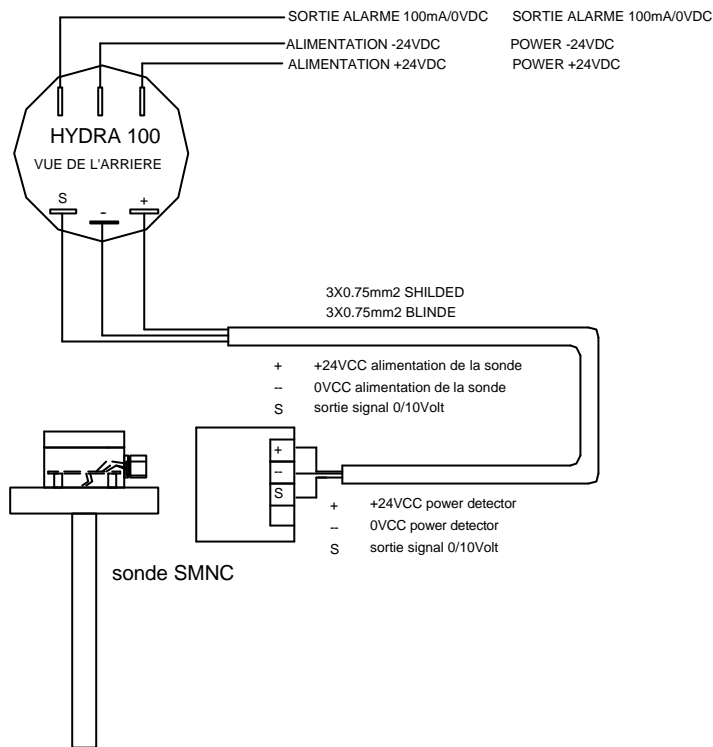 SORTIE ALARME 100mA/0VDC SORTIE ALARME 100mA/0VDC
ALIMENTATION -24VDC POWER -24VDC
ALIMENTATION +24VDC POWER +24VDC
HYDRA 100
VUE DE L'ARRIERE
S - +
3X0.75mm2 SHILDED
3X0.75mm2 BLINDE
+ +24VCC alimentation de la sonde
-- 0VCC alimentation de la sonde
S sortie signal 0/10Volt
+
--
S
+ +24VCC power detector
-- 0VCC power detector
S sortie signal 0/10Volt
sonde SMNC